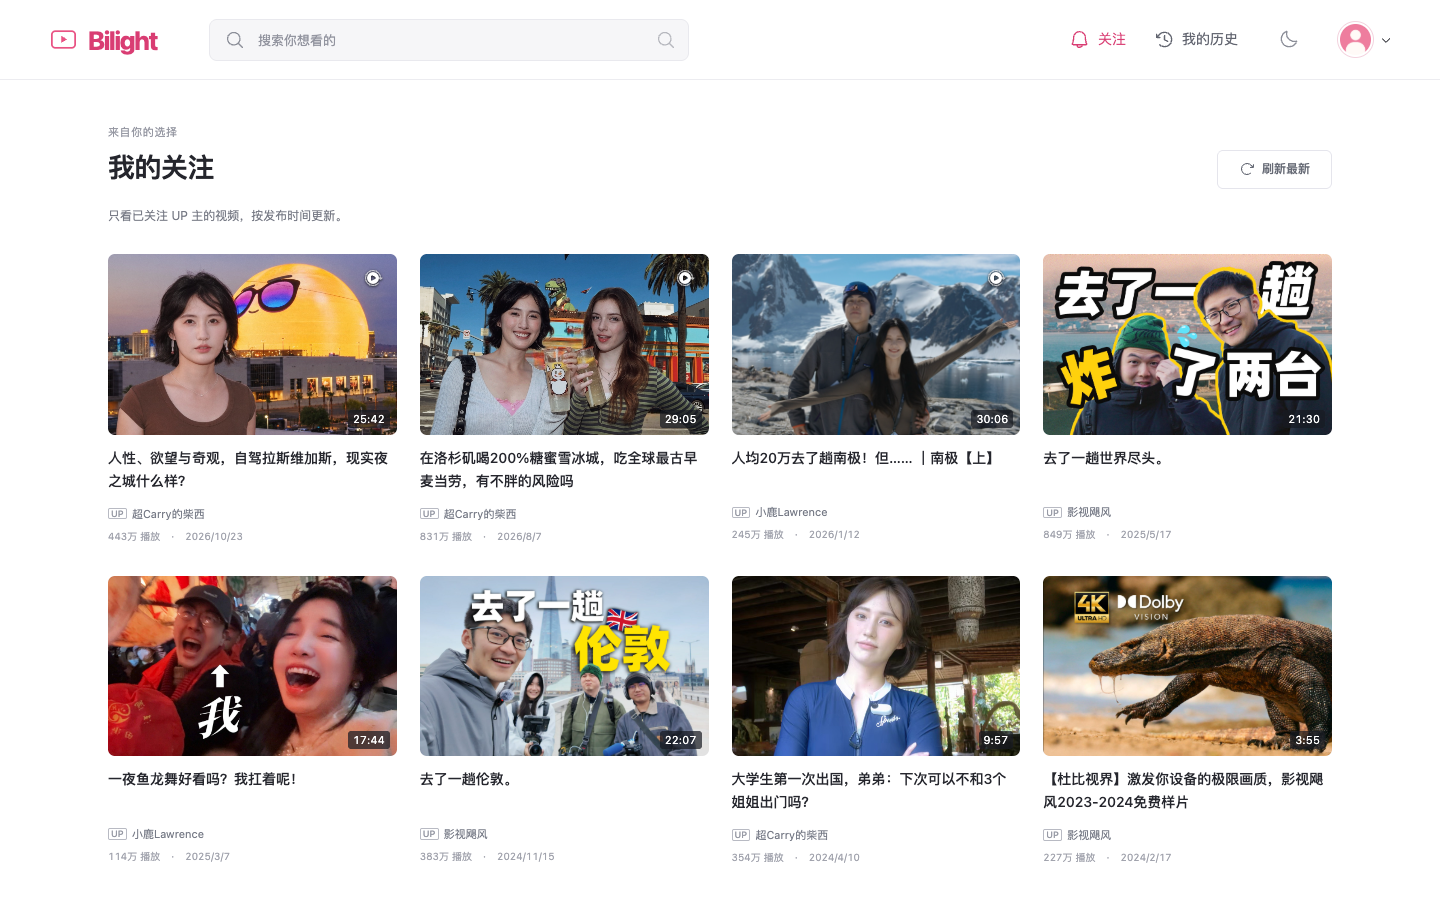 Bilight
搜索你想看的
关注
我的历史
来自你的选择
我的关注
刷新最新
只看已关注 UP 主的视频，按发布时间更新。
25:42
29:05
30:06
去了一趟
炸了两台
21:30
人性、欲望与奇观，自驾拉斯维加斯，现实夜
之城什么样？
UP 超Carry的柴西
443万 播放 · 2026/10/23
在洛杉矶喝200%糖蜜雪冰城，吃全球最古早
麦当劳，有不胖的风险吗
UP 超Carry的柴西
831万 播放 · 2026/8/7
人均20万去了趟南极！但……｜南极【上】
UP 小鹿Lawrence
245万 播放 · 2026/1/12
去了一趟世界尽头。
UP 影视飓风
849万 播放 · 2025/5/17
我
17:44
去了一趟
伦敦
22:07
9:57
4K
ULTRA HD
Dolby
VISION
3:55
一夜鱼龙舞好看吗？我扛着呢！
UP 小鹿Lawrence
114万 播放 · 2025/3/7
去了一趟伦敦。
UP 影视飓风
383万 播放 · 2024/11/15
大学生第一次出国，弟弟：下次可以不和3个
姐姐出门吗？
UP 超Carry的柴西
354万 播放 · 2024/4/10
【杜比视界】激发你设备的极限画质，影视飓
风2023-2024免费样片
UP 影视飓风
227万 播放 · 2024/2/17